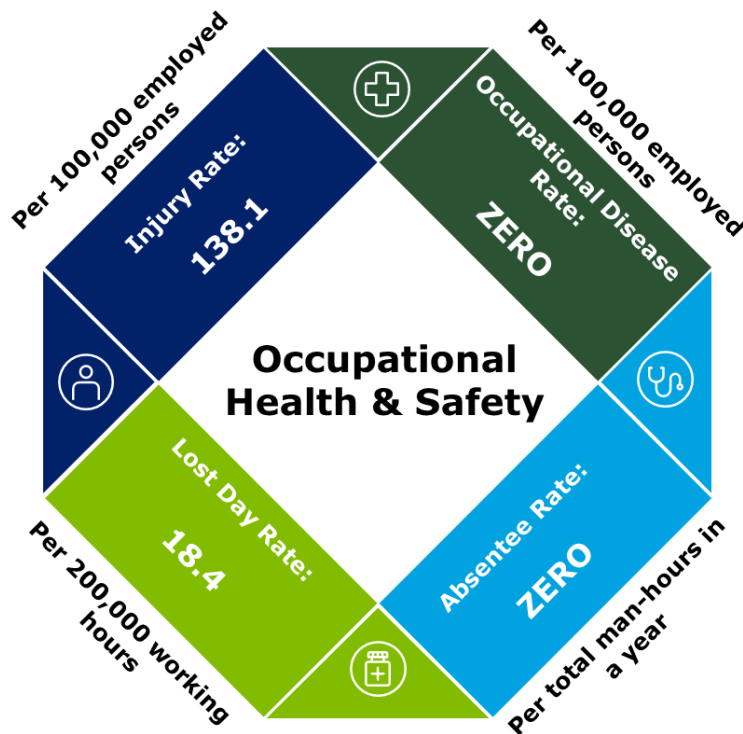 Per 100,000 employed
persons
Injury Rate:
138.1
Per 100,000 employed
persons
Occupational Disease
Rate:
ZERO
Occupational
Health & Safety
Lost Day Rate:
18.4
Per 200,000 working
hours
Absentee Rate:
ZERO
Per total man-hours in
a year